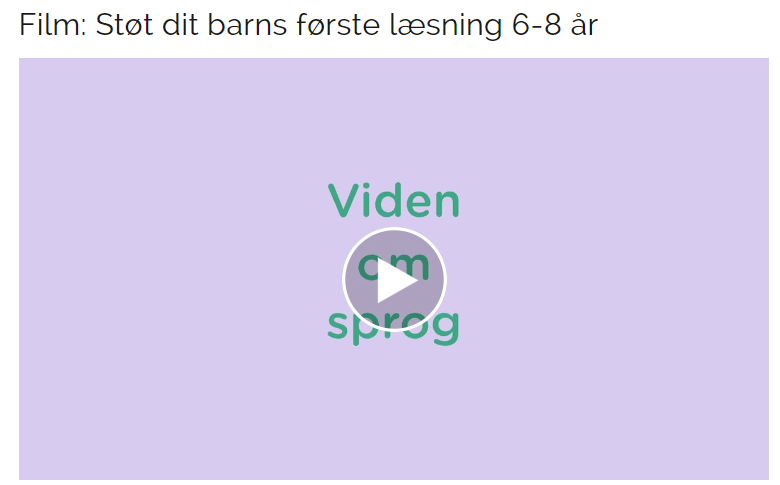 Film: Støt dit barns første læsning 6-8 år
Viden
om
sprog